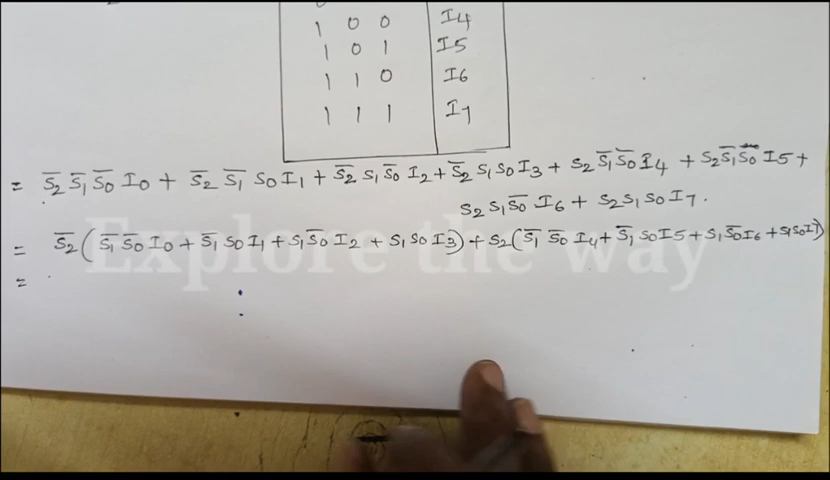 1 0 0 I4
1 0 1 I5
1 1 0 I6
1 1 1 I7
= S̅2 S̅1 S̅0 I0 + S̅2 S̅1 S0 I1 + S̅2 S1 S̅0 I2 + S̅2 S1 S0 I3 + S2 S̅1 S̅0 I4 + S2 S̅1 S̅0 I5 +
S2 S1 S̅0 I6 + S2 S1 S0 I7.
= S̅2 ( S̅1 S̅0 I0 + S̅1 S0 I1 + S1 S̅0 I2 + S1 S0 I3 ) + S2 ( S̅1 S̅0 I4 + S̅1 S0 I5 + S1 S̅0 I6 + S1 S0 I7 )
Explore the way
=